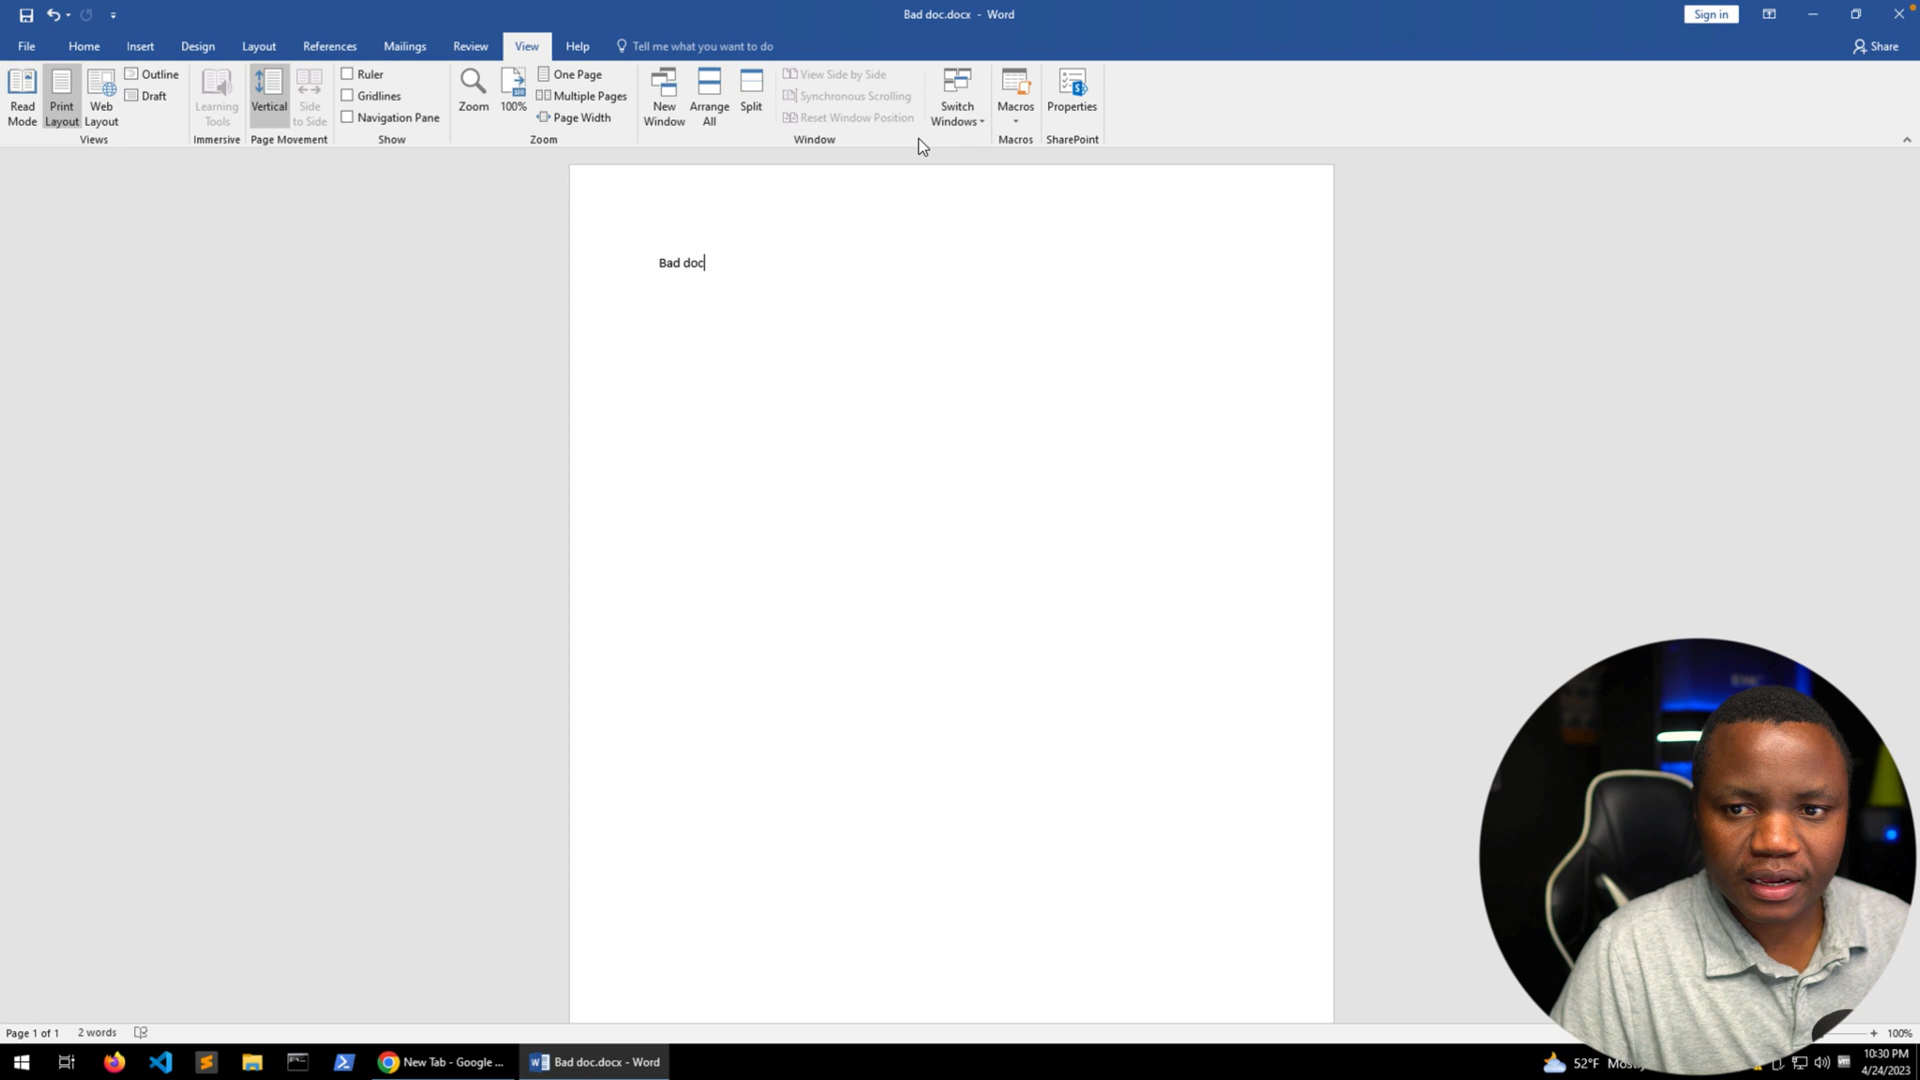 Bad doc.docx - Word
Sign in
File Home Insert Design Layout References Mailings Review View Help Tell me what you want to do Share
Read Mode
Print Layout
Web Layout
Outline
Draft
Views
Learning Tools
Immersive
Vertical
Side to Side
Page Movement
Ruler
Gridlines
Navigation Pane
Show
Zoom
100%
One Page
Multiple Pages
Page Width
Zoom
New Window
Arrange All
Split
View Side by Side
Synchronous Scrolling
Reset Window Position
Window
Switch Windows
Macros
Macros
Properties
SharePoint
Bad doc
Page 1 of 1 2 words
100%
New Tab - Google ...
Bad doc.docx - Word
52°F
10:30 PM
4/24/2023